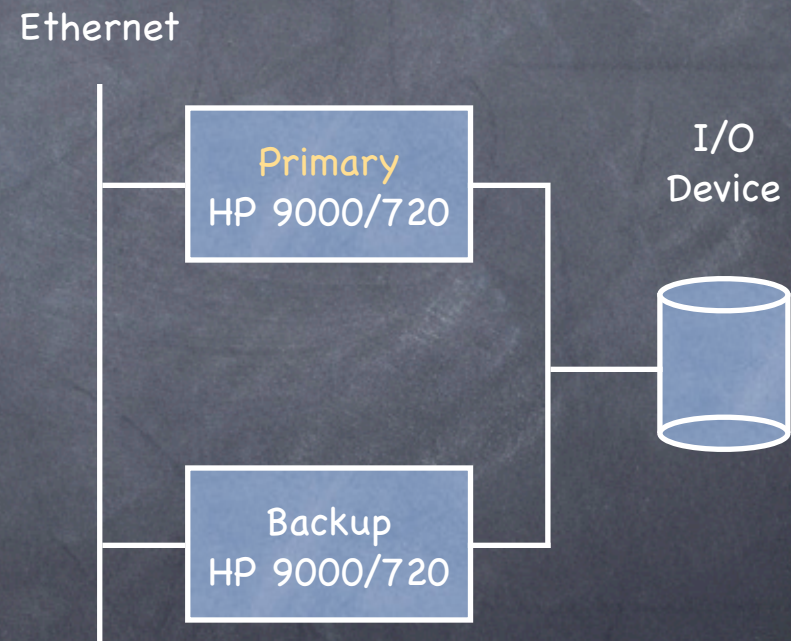 Ethernet
Primary
HP 9000/720
I/O
Device
Backup
HP 9000/720